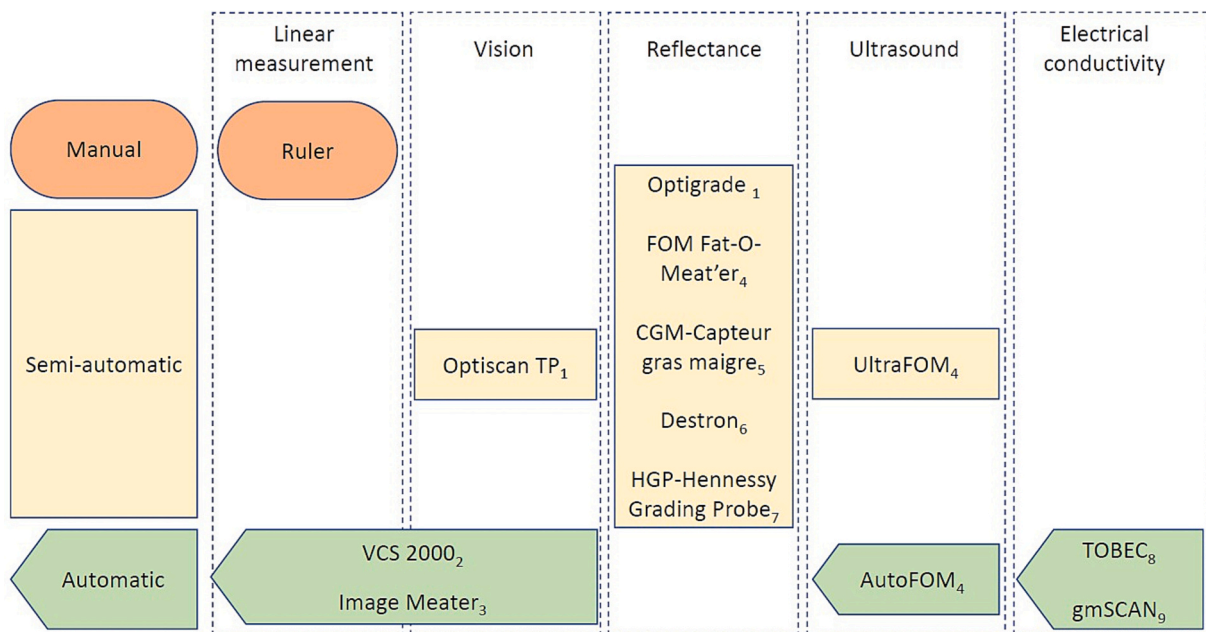 Linear
measurement
Vision
Reflectance
Ultrasound
Electrical
conductivity
Manual
Ruler
Optigrade 1
FOM Fat-O-
Meat’er4
CGM-Capteur
gras maigre5
Destron6
HGP-Hennessy
Grading Probe7
Semi-automatic
Optiscan TP1
UltraFOM4
Automatic
VCS 20002
Image Meater3
AutoFOM4
TOBEC8
gmSCAN9